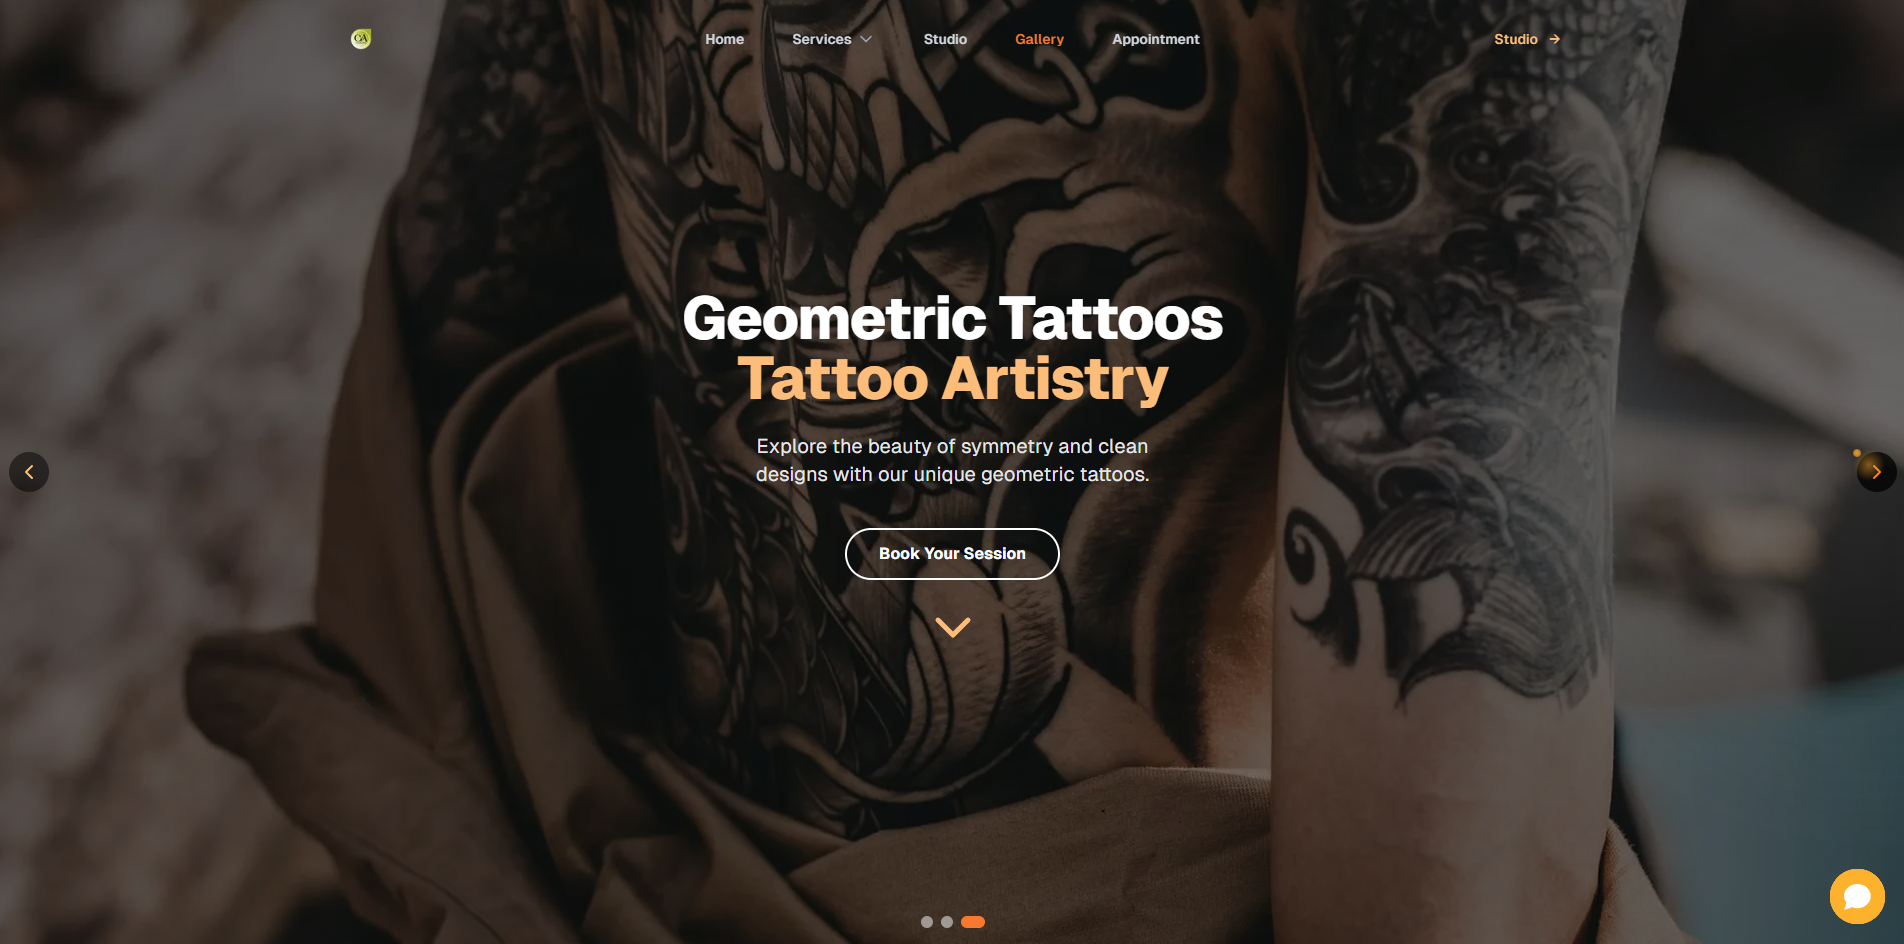 Home Services Studio Gallery Appointment Studio
Geometric Tattoos
Tattoo Artistry
Explore the beauty of symmetry and clean
designs with our unique geometric tattoos.
Book Your Session